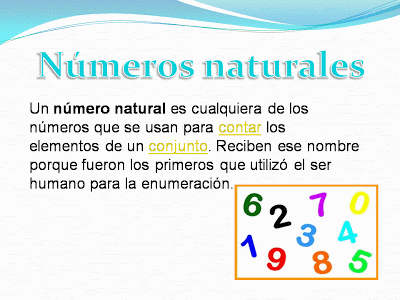 Números naturales
Un número natural es cualquiera de los
números que se usan para contar los
elementos de un conjunto. Reciben ese nombre
porque fueron los primeros que utilizó el ser
humano para la enumeración.
6 2 7 0
1 9 3 8 4 5